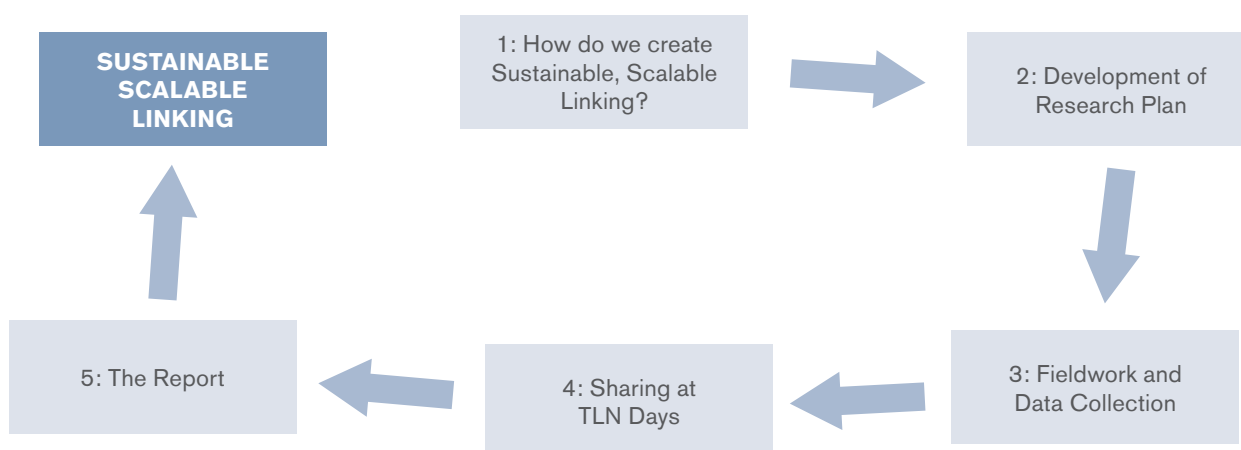 SUSTAINABLE
SCALABLE
LINKING
1: How do we create
Sustainable, Scalable
Linking?
2: Development of
Research Plan
3: Fieldwork and
Data Collection
4: Sharing at
TLN Days
5: The Report